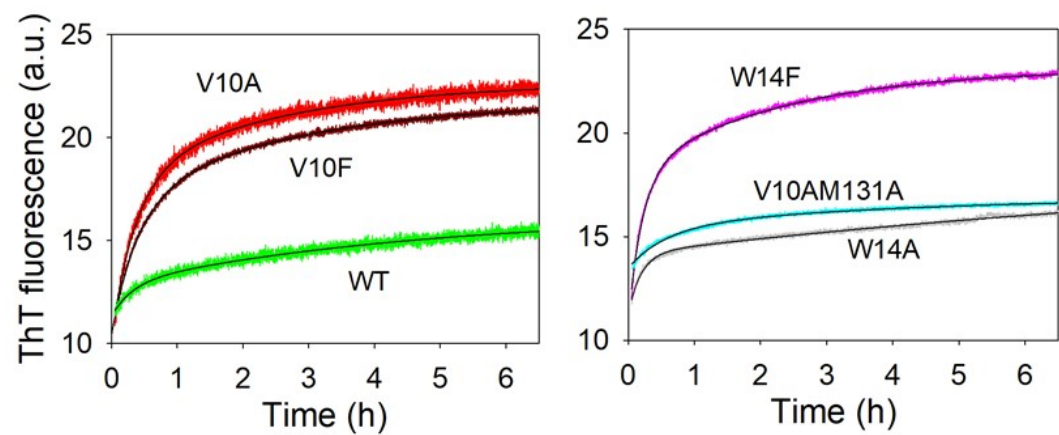 ThT fluorescence (a.u.)
25
20
15
10
V10A
V10F
WT
0 1 2 3 4 5 6
Time (h)
25
20
15
10
W14F
V10AM131A
W14A
0 1 2 3 4 5 6
Time (h)